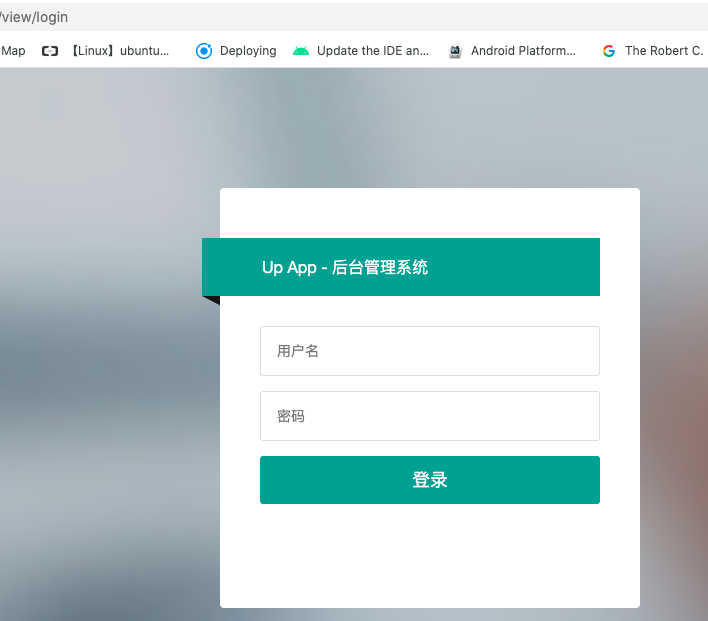 /view/login
Map 【Linux】ubuntu... Deploying Update the IDE an... Android Platform... The Robert C.
Up App - 后台管理系统
用户名
密码
登录